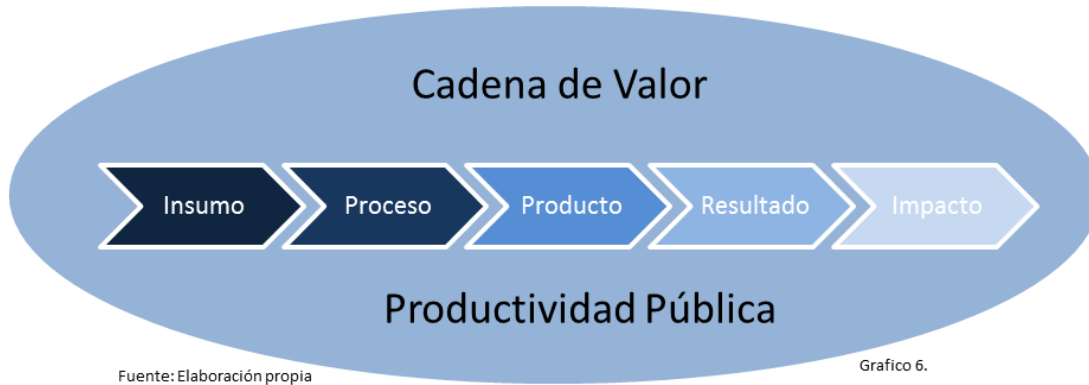 Cadena de Valor
Insumo Proceso Producto Resultado Impacto
Productividad Pública
Fuente: Elaboración propia
Grafico 6.